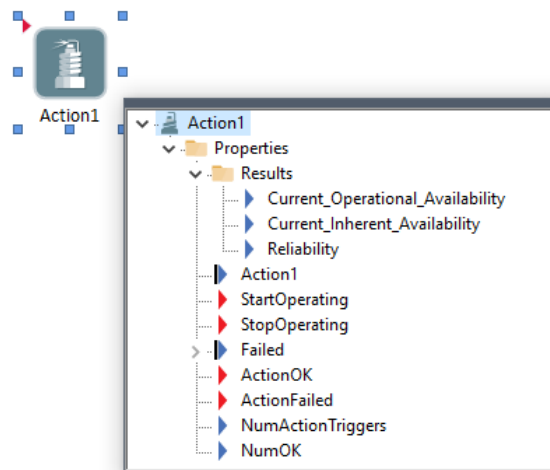 Action1
Action1
Properties
Results
Current_Operational_Availability
Current_Inherent_Availability
Reliability
Action1
StartOperating
StopOperating
Failed
ActionOK
ActionFailed
NumActionTriggers
NumOK